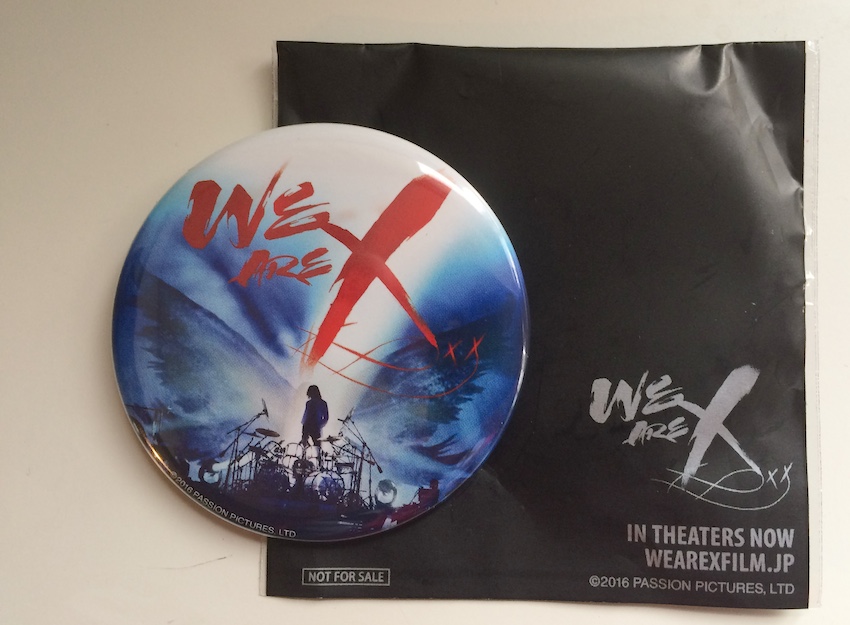 WE
ARE X
©2016 PASSION PICTURES, LTD
WE
ARE X
XX
IN THEATERS NOW
WEAREXFILM.JP
NOT FOR SALE
©2016 PASSION PICTURES, LTD